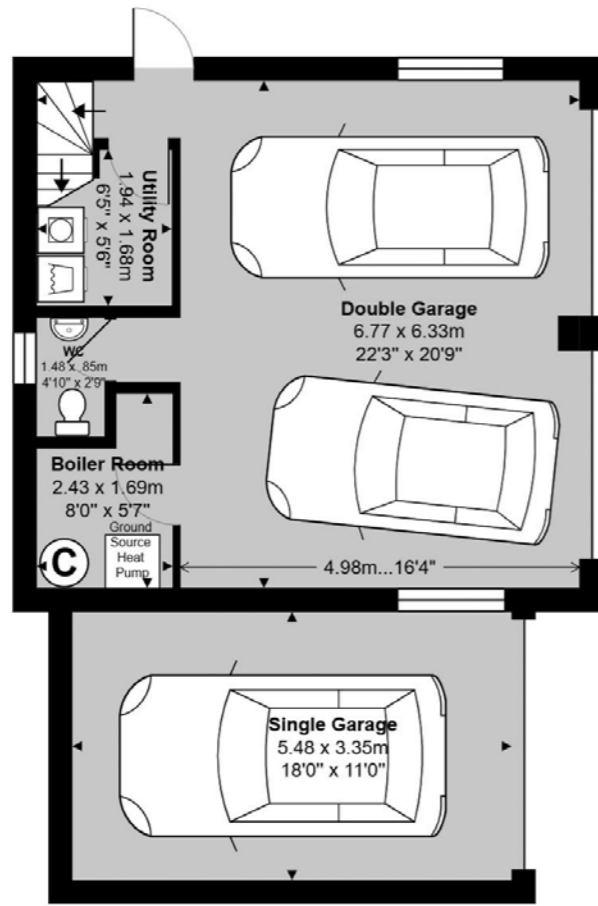 Utility Room
1.94 x 1.68m
6'5" x 5'6"
Double Garage
6.77 x 6.33m
22'3" x 20'9"
WC
1.48 x .85m
4'10" x 2'9"
Boiler Room
2.43 x 1.69m
8'0" x 5'7"
Ground
Source
Heat
Pump
C
4.98m...16'4"
Single Garage
5.48 x 3.35m
18'0" x 11'0"